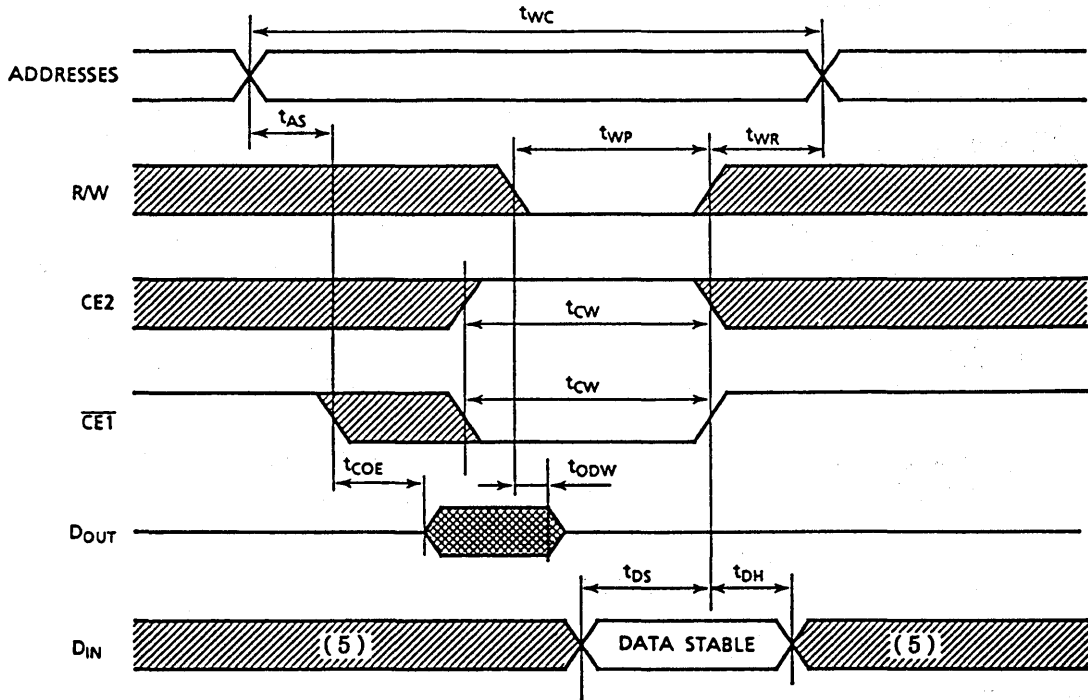 tWC
ADDRESSES
tAS
tWP
tWR
R/W
CE2
tCW
tCW
CE1
tCOE
tODW
DOUT
tDS
tDH
DIN
(5)
DATA STABLE
(5)